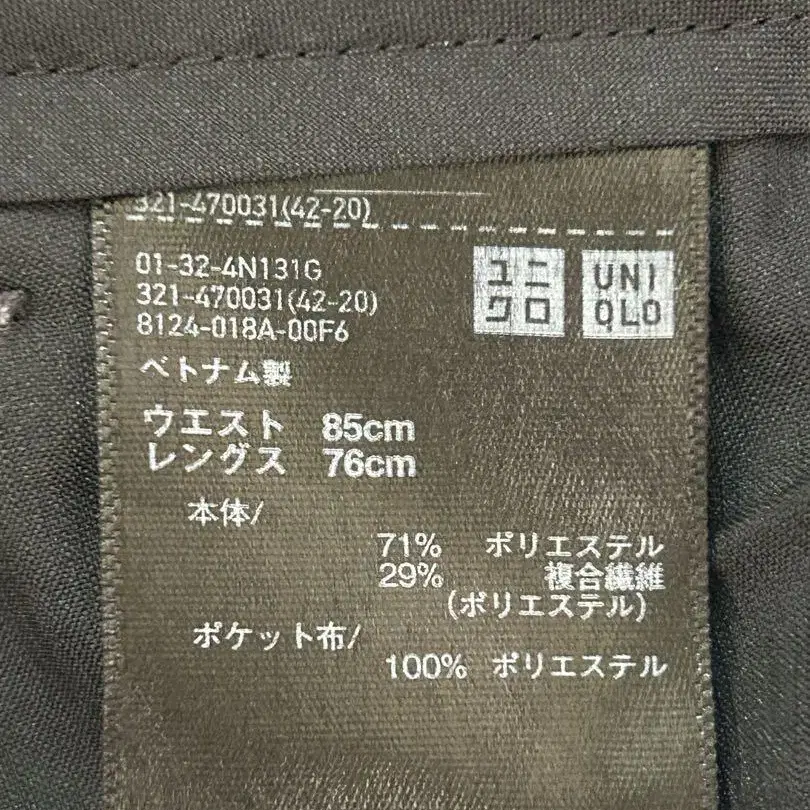 321-470031(42-20)
01-32-4N131G
321-470031(42-20)
8124-018A-00F6
ユニ
クロ
UNI
QLO
ベトナム製
ウエスト 85cm
レングス 76cm
本体/
71% ポリエステル
29% 複合繊維
(ポリエステル)
ポケット布/
100% ポリエステル